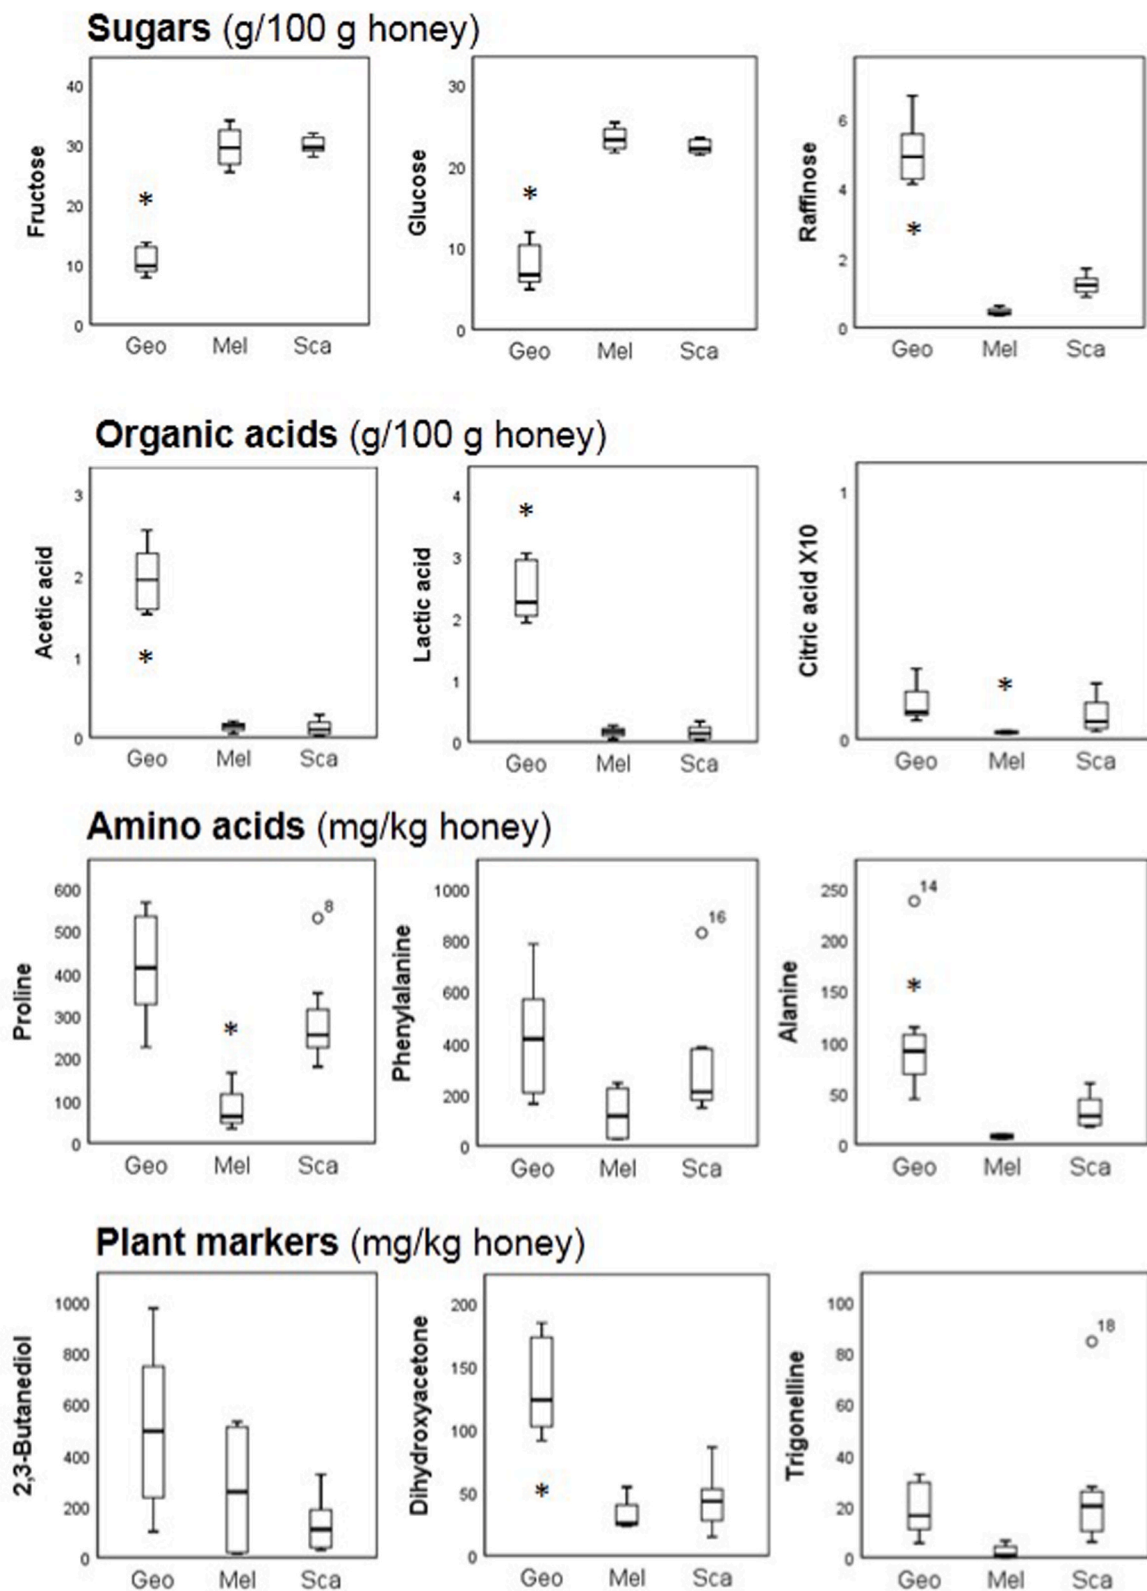 Sugars (g/100 g honey)
Fructose
40
30
20
10
0
*
Geo Mel Sca
Glucose
30
20
10
0
*
Geo Mel Sca
Raffinose
6
4
2
0
*
Geo Mel Sca
Organic acids (g/100 g honey)
Acetic acid
3
2
1
0
*
Geo Mel Sca
Lactic acid
4
3
2
1
0
*
Geo Mel Sca
Citric acid X10
1
0
*
Geo Mel Sca
Amino acids (mg/kg honey)
Proline
600
500
400
300
200
100
0
8
*
Geo Mel Sca
Phenylalanine
1000
800
600
400
200
0
16
Geo Mel Sca
Alanine
250
200
150
100
50
0
14
*
Geo Mel Sca
Plant markers (mg/kg honey)
2,3-Butanediol
1000
800
600
400
200
0
Geo Mel Sca
Dihydroxyacetone
200
150
100
50
0
*
Geo Mel Sca
Trigonelline
100
80
60
40
20
0
18
Geo Mel Sca